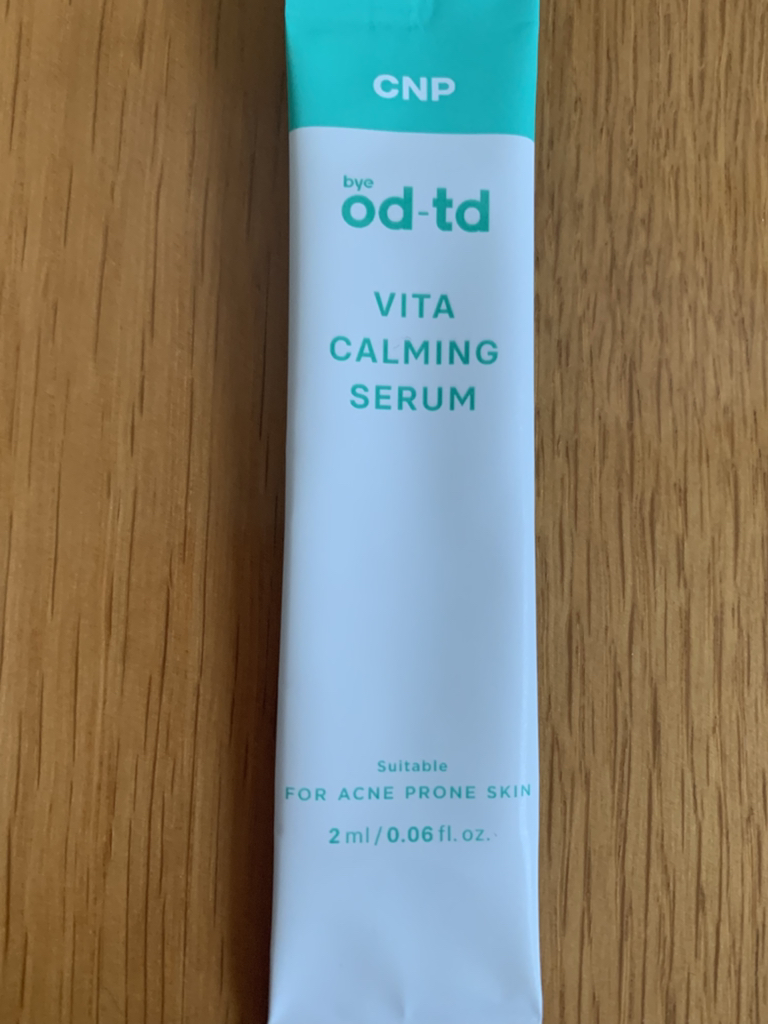 CNP
bye
od-td
VITA
CALMING
SERUM
Suitable
FOR ACNE PRONE SKIN
2 ml / 0.06 fl. oz.